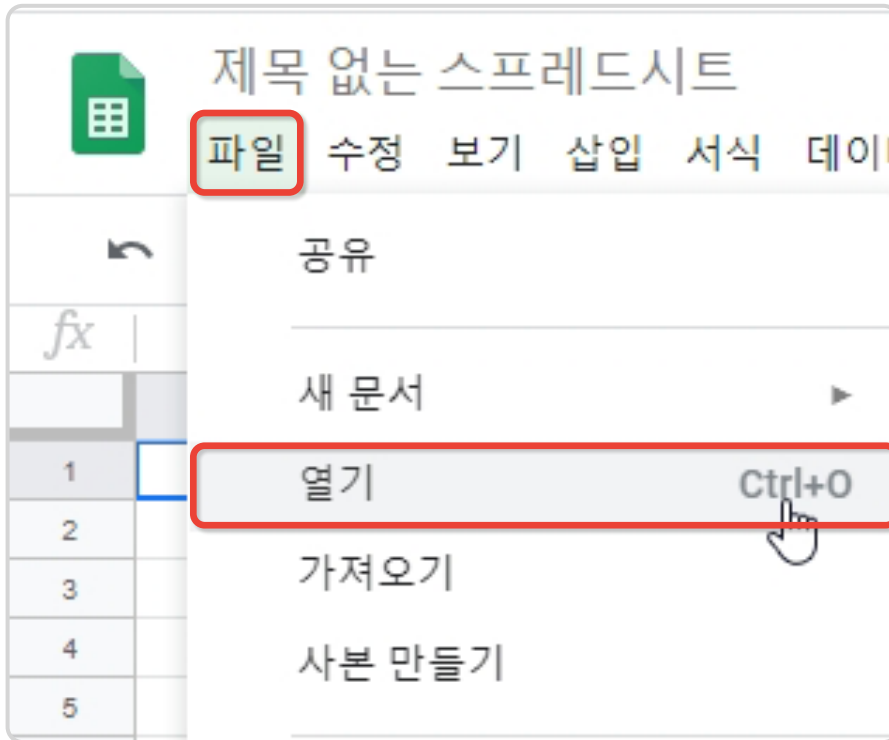 제목 없는 스프레드시트
파일 수정 보기 삽입 서식
공유
fx
새 문서
1
열기 Ctrl+O
2
가져오기
3
4
사본 만들기
5